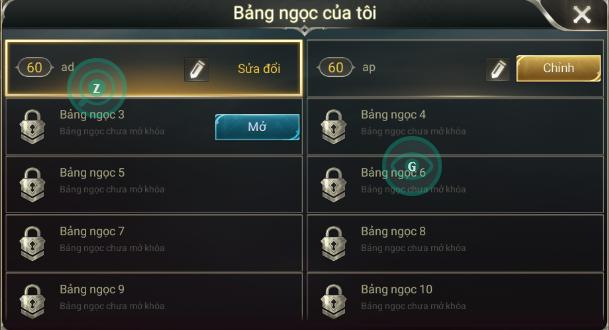 Bảng ngọc của tôi
60 ad Sửa đổi
60 ap Chỉnh
Z
Bảng ngọc 3
Bảng ngọc chưa mở khóa
Mở
Bảng ngọc 4
Bảng ngọc chưa mở khóa
Bảng ngọc 5
Bảng ngọc chưa mở khóa
G
Bảng ngọc 6
Bảng ngọc chưa mở khóa
Bảng ngọc 7
Bảng ngọc chưa mở khóa
Bảng ngọc 8
Bảng ngọc chưa mở khóa
Bảng ngọc 9
Bảng ngọc chưa mở khóa
Bảng ngọc 10
Bảng ngọc chưa mở khóa